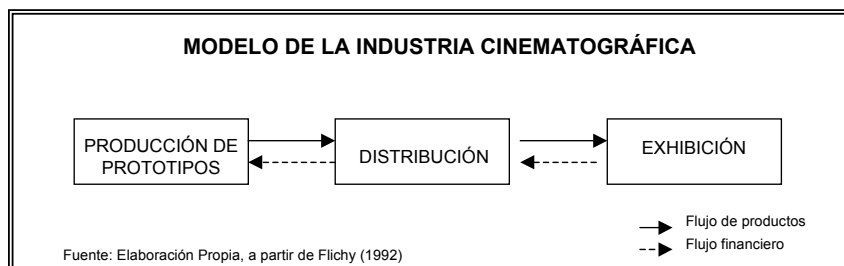 MODELO DE LA INDUSTRIA CINEMATOGRÁFICA
PRODUCCIÓN DE
PROTOTIPOS
DISTRIBUCIÓN
EXHIBICIÓN
Flujo de productos
Flujo financiero
Fuente: Elaboración Propia, a partir de Flichy (1992)